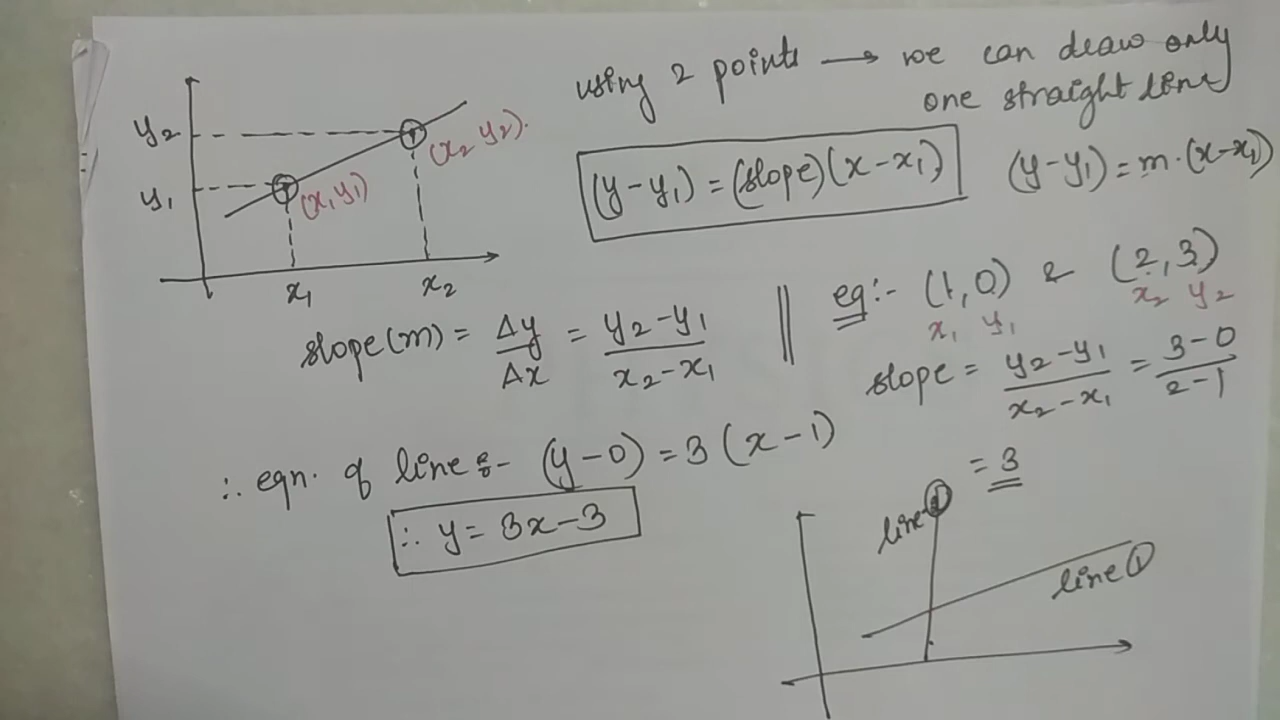 using 2 points → we can draw only
one straight line
y₂
y₁
(x₁ y₁)
(x₂ y₂).
x₁
x₂
(y-y₁) = (slope)(x-x₁)
(y-y₁) = m·(x-x₁)
slope(m) = Δy/Δx = y₂-y₁/x₂-x₁
eg:- (1,0) & (2,3)
x₁ y₁ x₂ y₂
slope = y₂-y₁/x₂-x₁ = 3-0/2-1
= 3
∴ eqn. of line :- (y-0) = 3(x-1)
∴ y = 3x-3
line ②
line ①